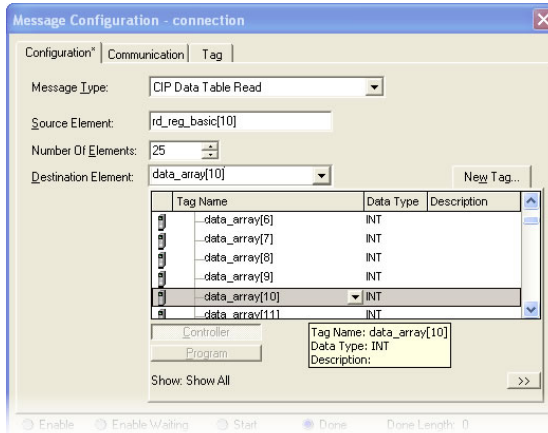 Message Configuration - connection
Configuration* Communication Tag
Message Type: CIP Data Table Read
Source Element: rd_reg_basic[10]
Number Of Elements: 25
Destination Element: data_array[10] New Tag...
Tag Name Data Type Description
data_array[6] INT
data_array[7] INT
data_array[8] INT
data_array[9] INT
data_array[10] INT
data_array[11] INT
Controller
Program
Tag Name: data_array[10]
Data Type: INT
Description:
Show: Show All >>
Enable Enable Waiting Start Done Done Length: 0